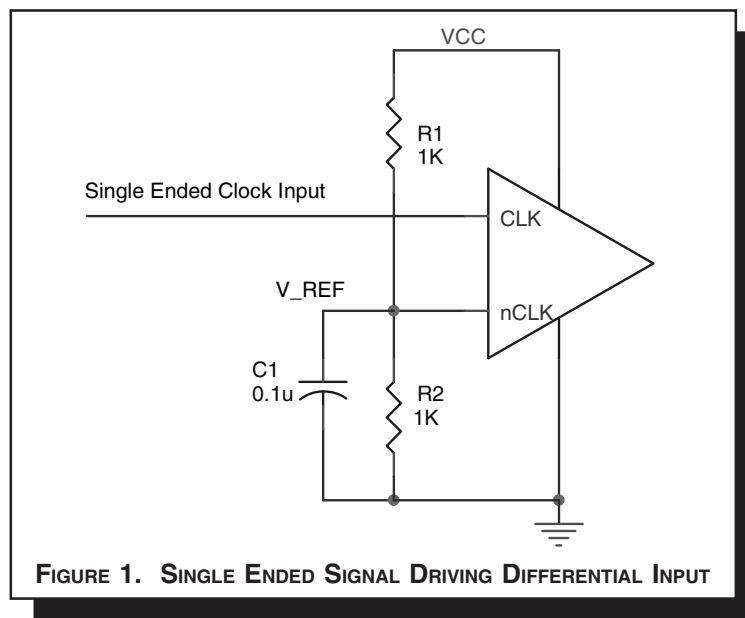 VCC
R1
1K
Single Ended Clock Input
CLK
V_REF
nCLK
C1
0.1u
R2
1K
FIGURE 1. SINGLE ENDED SIGNAL DRIVING DIFFERENTIAL INPUT